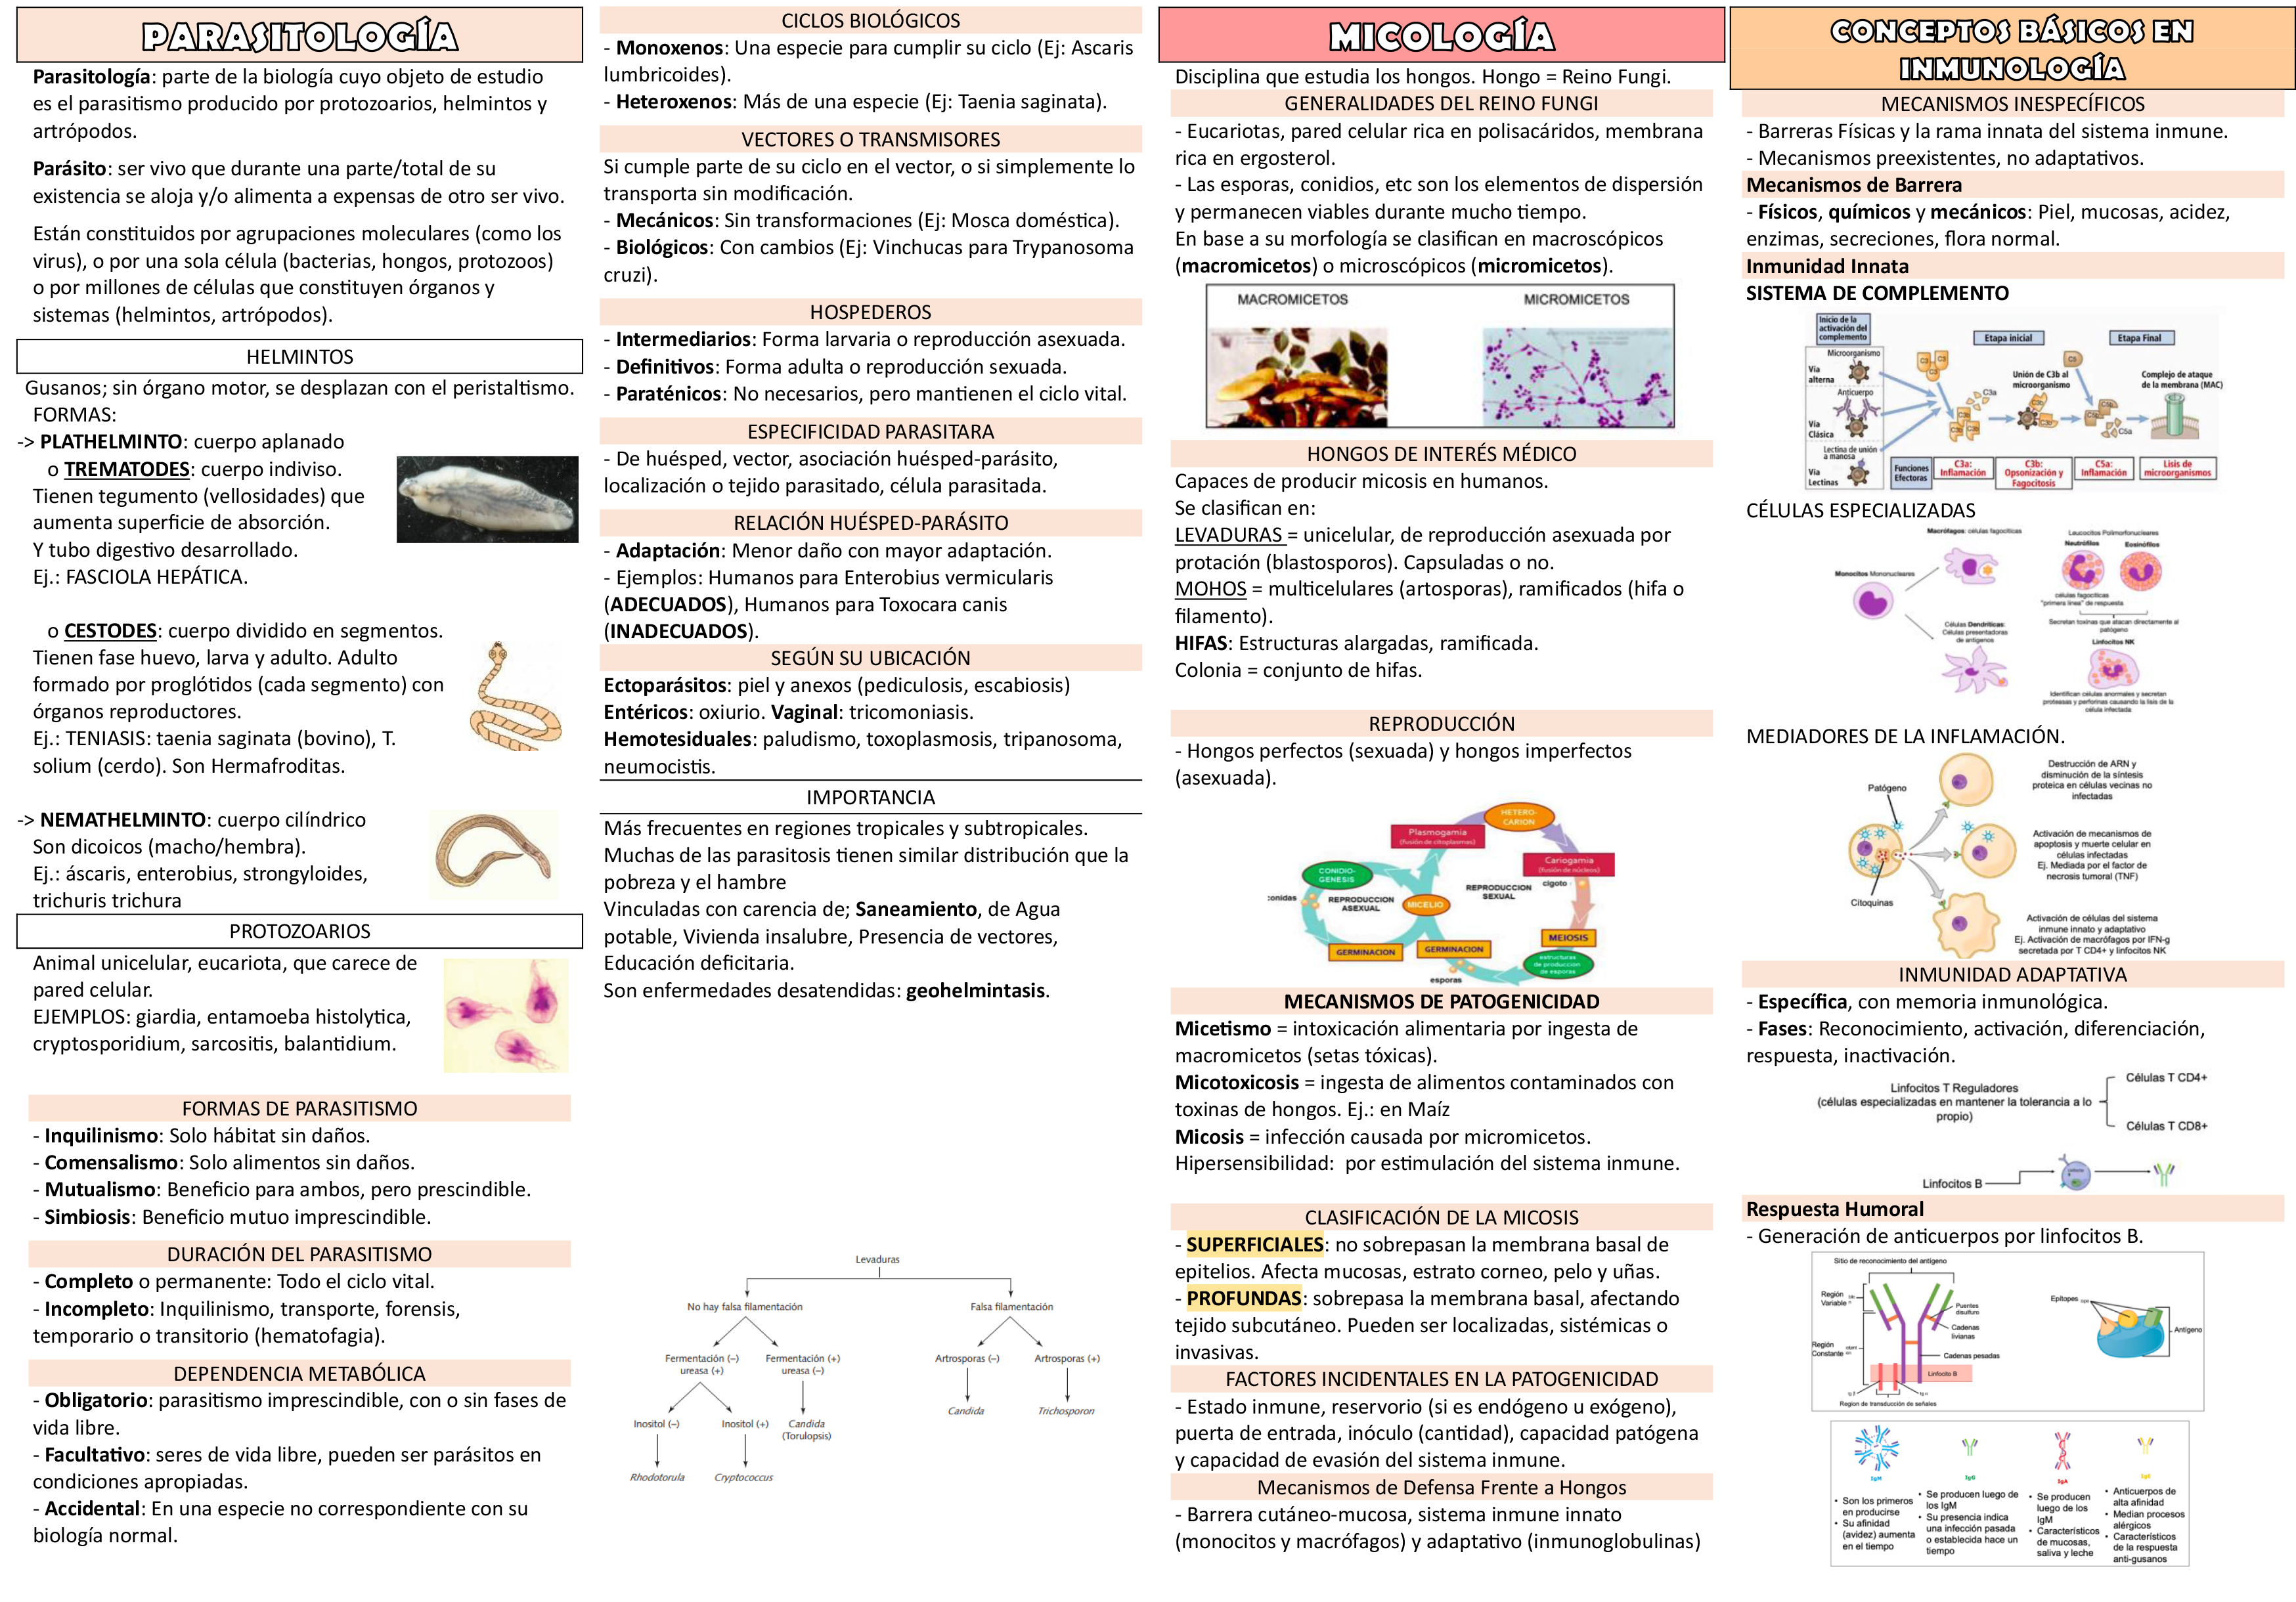 PARASITOLOGÍA
Parasitología: parte de la biología cuyo objeto de estudio
es el parasitismo producido por protozoarios, helmintos y
artrópodos.
Parásito: ser vivo que durante una parte/total de su
existencia se aloja y/o alimenta a expensas de otro ser vivo.
Están constituidos por agrupaciones moleculares (como los
virus), o por una sola célula (bacterias, hongos, protozoos)
o por millones de células que constituyen órganos y
sistemas (helmintos, artrópodos).
HELMINTOS
Gusanos; sin órgano motor, se desplazan con el peristaltismo.
FORMAS:
-> PLATHELMINTO: cuerpo aplanado
o TREMATODES: cuerpo indiviso.
Tienen tegumento (vellosidades) que
aumenta superficie de absorción.
Y tubo digestivo desarrollado.
Ej.: FASCIOLA HEPÁTICA.
o CESTODES: cuerpo dividido en segmentos.
Tienen fase huevo, larva y adulto. Adulto
formado por proglótidos (cada segmento) con
órganos reproductores.
Ej.: TENIASIS: taenia saginata (bovino), T.
solium (cerdo). Son Hermafroditas.
-> NEMATHELMINTO: cuerpo cilíndrico
Son dicoicos (macho/hembra).
Ej.: áscaris, enterobius, strongyloides,
trichuris trichura
PROTOZOARIOS
Animal unicelular, eucariota, que carece de
pared celular.
EJEMPLOS: giardia, entamoeba histolytica,
cryptosporidium, sarcositis, balantidium.
FORMAS DE PARASITISMO
- Inquilinismo: Solo hábitat sin daños.
- Comensalismo: Solo alimentos sin daños.
- Mutualismo: Beneficio para ambos, pero prescindible.
- Simbiosis: Beneficio mutuo imprescindible.
DURACIÓN DEL PARASITISMO
- Completo o permanente: Todo el ciclo vital.
- Incompleto: Inquilinismo, transporte, forensis,
temporario o transitorio (hematofagia).
DEPENDENCIA METABÓLICA
- Obligatorio: parasitismo imprescindible, con o sin fases de
vida libre.
- Facultativo: seres de vida libre, pueden ser parásitos en
condiciones apropiadas.
- Accidental: En una especie no correspondiente con su
biología normal.
CICLOS BIOLÓGICOS
- Monoxenos: Una especie para cumplir su ciclo (Ej: Ascaris
lumbricoides).
- Heteroxenos: Más de una especie (Ej: Taenia saginata).
VECTORES O TRANSMISORES
Si cumple parte de su ciclo en el vector, o si simplemente lo
transporta sin modificación.
- Mecánicos: Sin transformaciones (Ej: Mosca doméstica).
- Biológicos: Con cambios (Ej: Vinchucas para Trypanosoma
cruzi).
HOSPEDEROS
- Intermediarios: Forma larvaria o reproducción asexuada.
- Definitivos: Forma adulta o reproducción sexuada.
- Paraténicos: No necesarios, pero mantienen el ciclo vital.
ESPECIFICIDAD PARASITARA
- De huésped, vector, asociación huésped-parásito,
localización o tejido parasitado, célula parasitada.
RELACIÓN HUÉSPED-PARÁSITO
- Adaptación: Menor daño con mayor adaptación.
- Ejemplos: Humanos para Enterobius vermicularis
(ADECUADOS), Humanos para Toxocara canis
(INADECUADOS).
SEGÚN SU UBICACIÓN
Ectoparásitos: piel y anexos (pediculosis, escabiosis)
Entéricos: oxiurio. Vaginal: tricomoniasis.
Hemotesiduales: paludismo, toxoplasmosis, tripanosoma,
neumocistis.
IMPORTANCIA
Más frecuentes en regiones tropicales y subtropicales.
Muchas de las parasitosis tienen similar distribución que la
pobreza y el hambre
Vinculadas con carencia de; Saneamiento, de Agua
potable, Vivienda insalubre, Presencia de vectores,
Educación deficitaria.
Son enfermedades desatendidas: geohelmintasis.
Levaduras
No hay falsa filamentación
Falsa filamentación
Fermentación (–)
ureasa (+)
Fermentación (+)
ureasa (–)
Artrosporas (–)
Artrosporas (+)
Inositol (–)
Inositol (+)
Candida
(Torulopsis)
Candida
Trichosporon
Rhodotorula
Cryptococcus
MICOLOGÍA
Disciplina que estudia los hongos. Hongo = Reino Fungi.
GENERALIDADES DEL REINO FUNGI
- Eucariotas, pared celular rica en polisacáridos, membrana
rica en ergosterol.
- Las esporas, conidios, etc son los elementos de dispersión
y permanecen viables durante mucho tiempo.
En base a su morfología se clasifican en macroscópicos
(macromicetos) o microscópicos (micromicetos).
MACROMICETOS
MICROMICETOS
HONGOS DE INTERÉS MÉDICO
Capaces de producir micosis en humanos.
Se clasifican en:
LEVADURAS = unicelular, de reproducción asexuada por
protación (blastosporos). Capsuladas o no.
MOHOS = multicelulares (artosporas), ramificados (hifa o
filamento).
HIFAS: Estructuras alargadas, ramificada.
Colonia = conjunto de hifas.
REPRODUCCIÓN
- Hongos perfectos (sexuada) y hongos imperfectos
(asexuada).
HETERO-
CARION
Plasmogamia
(fusión de citoplasmas)
Cariogamia
(fusión de núcleos)
CONIDIO-
GENESIS
cigoto
REPRODUCCION
SEXUAL
conidas
REPRODUCCION
ASEXUAL
MICELIO
MEIOSIS
GERMINACION
GERMINACION
estructuras
de produccion
de esporas
esporas
MECANISMOS DE PATOGENICIDAD
Micetismo = intoxicación alimentaria por ingesta de
macromicetos (setas tóxicas).
Micotoxicosis = ingesta de alimentos contaminados con
toxinas de hongos. Ej.: en Maíz
Micosis = infección causada por micromicetos.
Hipersensibilidad: por estimulación del sistema inmune.
CLASIFICACIÓN DE LA MICOSIS
- SUPERFICIALES: no sobrepasan la membrana basal de
epitelios. Afecta mucosas, estrato corneo, pelo y uñas.
- PROFUNDAS: sobrepasa la membrana basal, afectando
tejido subcutáneo. Pueden ser localizadas, sistémicas o
invasivas.
FACTORES INCIDENTALES EN LA PATOGENICIDAD
- Estado inmune, reservorio (si es endógeno u exógeno),
puerta de entrada, inóculo (cantidad), capacidad patógena
y capacidad de evasión del sistema inmune.
Mecanismos de Defensa Frente a Hongos
- Barrera cutáneo-mucosa, sistema inmune innato
(monocitos y macrófagos) y adaptativo (inmunoglobulinas)
CONCEPTOS BÁSICOS EN
INMUNOLOGÍA
MECANISMOS INESPECÍFICOS
- Barreras Físicas y la rama innata del sistema inmune.
- Mecanismos preexistentes, no adaptativos.
Mecanismos de Barrera
- Físicos, químicos y mecánicos: Piel, mucosas, acidez,
enzimas, secreciones, flora normal.
Inmunidad Innata
SISTEMA DE COMPLEMENTO
Inicio de la
activación del
complemento
Etapa inicial
Etapa Final
Microorganismo
Vía
alterna
C3
C3
C3
C5
Unión de C3b al
microorganismo
Complejo de ataque
de la membrana (MAC)
Anticuerpo
C3a
C3b
Vía
Clásica
C5a
Lectina de unión
a manosa
Vía
Lectinas
Funciones
Efectoras
C3a:
Inflamación
C3b:
Opsonización y
Fagocitosis
C5a:
Inflamación
Lisis de
microorganismos
CÉLULAS ESPECIALIZADAS
Macrófagos: células fagocíticas
Leucocitos Polimorfonucleares
Neutrófilos
Eosinófilos
Monocitos Mononucleares
células fagocíticas
"primera línea" de respuesta
Células Dendríticas:
Células presentadoras
de antígenos
Secretan toxinas que atacan directamente al
patógeno
Linfocitos NK
Identifican células anormales y secretan
proteasas y perforinas causando la lisis de la
célula infectada
MEDIADORES DE LA INFLAMACIÓN.
Patógeno
Destrucción de ARN y
disminución de la síntesis
proteica en células vecinas no
infectadas
Activación de mecanismos de
apoptosis y muerte celular en
células infectadas
Ej. Mediada por el factor de
necrosis tumoral (TNF)
Citoquinas
Activación de células del sistema
inmune innato y adaptativo
Ej. Activación de macrófagos por IFN-g
secretada por T CD4+ y linfocitos NK
INMUNIDAD ADAPTATIVA
- Específica, con memoria inmunológica.
- Fases: Reconocimiento, activación, diferenciación,
respuesta, inactivación.
Linfocitos T Reguladores
(células especializadas en mantener la tolerancia a lo
propio)
Células T CD4+
Células T CD8+
Linfocitos B
Respuesta Humoral
- Generación de anticuerpos por linfocitos B.
Sitio de reconocimiento del antígeno
Región
Variable
Puentes
disulfuro
Cadenas
livianas
Región
Constante
Cadenas pesadas
Linfocito B
Region de transducción de señales
Epítopes
Antígeno
IgM
IgG
IgA
IgE
• Son los primeros
en producirse
• Su afinidad
(avidez) aumenta
en el tiempo
• Se producen luego de
los IgM
• Su presencia indica
una infección pasada
o establecida hace un
tiempo
• Se producen
luego de los
IgM
• Característicos
de mucosas,
saliva y leche
• Anticuerpos de
alta afinidad
• Median procesos
alérgicos
• Característicos
de la respuesta
anti-gusanos